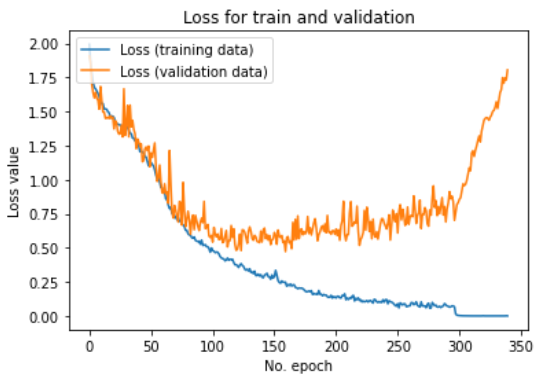 Loss for train and validation
Loss (training data)
Loss (validation data)
2.00
1.75
1.50
1.25
1.00
0.75
0.50
0.25
0.00
Loss value
0 50 100 150 200 250 300 350
No. epoch